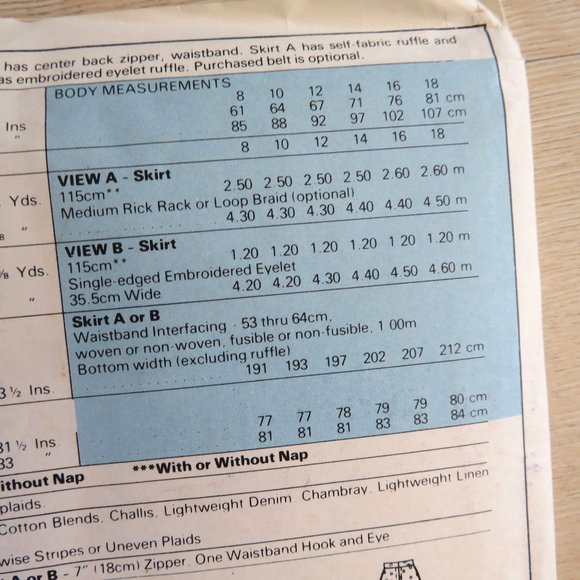 has center back zipper, waistband. Skirt A has self-fabric ruffle and
as embroidered eyelet ruffle. Purchased belt is optional.
BODY MEASUREMENTS
8 10 12 14 16 18
61 64 67 71 76 81 cm
Ins 85 88 92 97 102 107 cm
" 8 10 12 14 16 18
VIEW A - Skirt
Yds. 115cm** 2.50 2.50 2.50 2.50 2.60 2.60 m
Medium Rick Rack or Loop Braid (optional)
" 4.30 4.30 4.30 4.40 4.40 4.50 m
VIEW B - Skirt
⅛ Yds. 115cm** 1.20 1.20 1.20 1.20 1.20 1.20 m
Single-edged Embroidered Eyelet
" 35.5cm Wide 4.20 4.20 4.30 4.40 4.50 4.60 m
Skirt A or B
Waistband Interfacing - 53 thru 64cm,
woven or non-woven, fusible or non-fusible, 1.00m
Bottom width (excluding ruffle)
3 ½ Ins. 191 193 197 202 207 212 cm
31 ½ Ins. 77 77 78 79 79 80 cm
33 " 81 81 81 83 83 84 cm
ithout Nap ***With or Without Nap
plaids.
Cotton Blends, Challis, Lightweight Denim, Chambray, Lightweight Linen
wise Stripes or Uneven Plaids
A or B - 7" (18cm) Zipper, One Waistband Hook and Eye